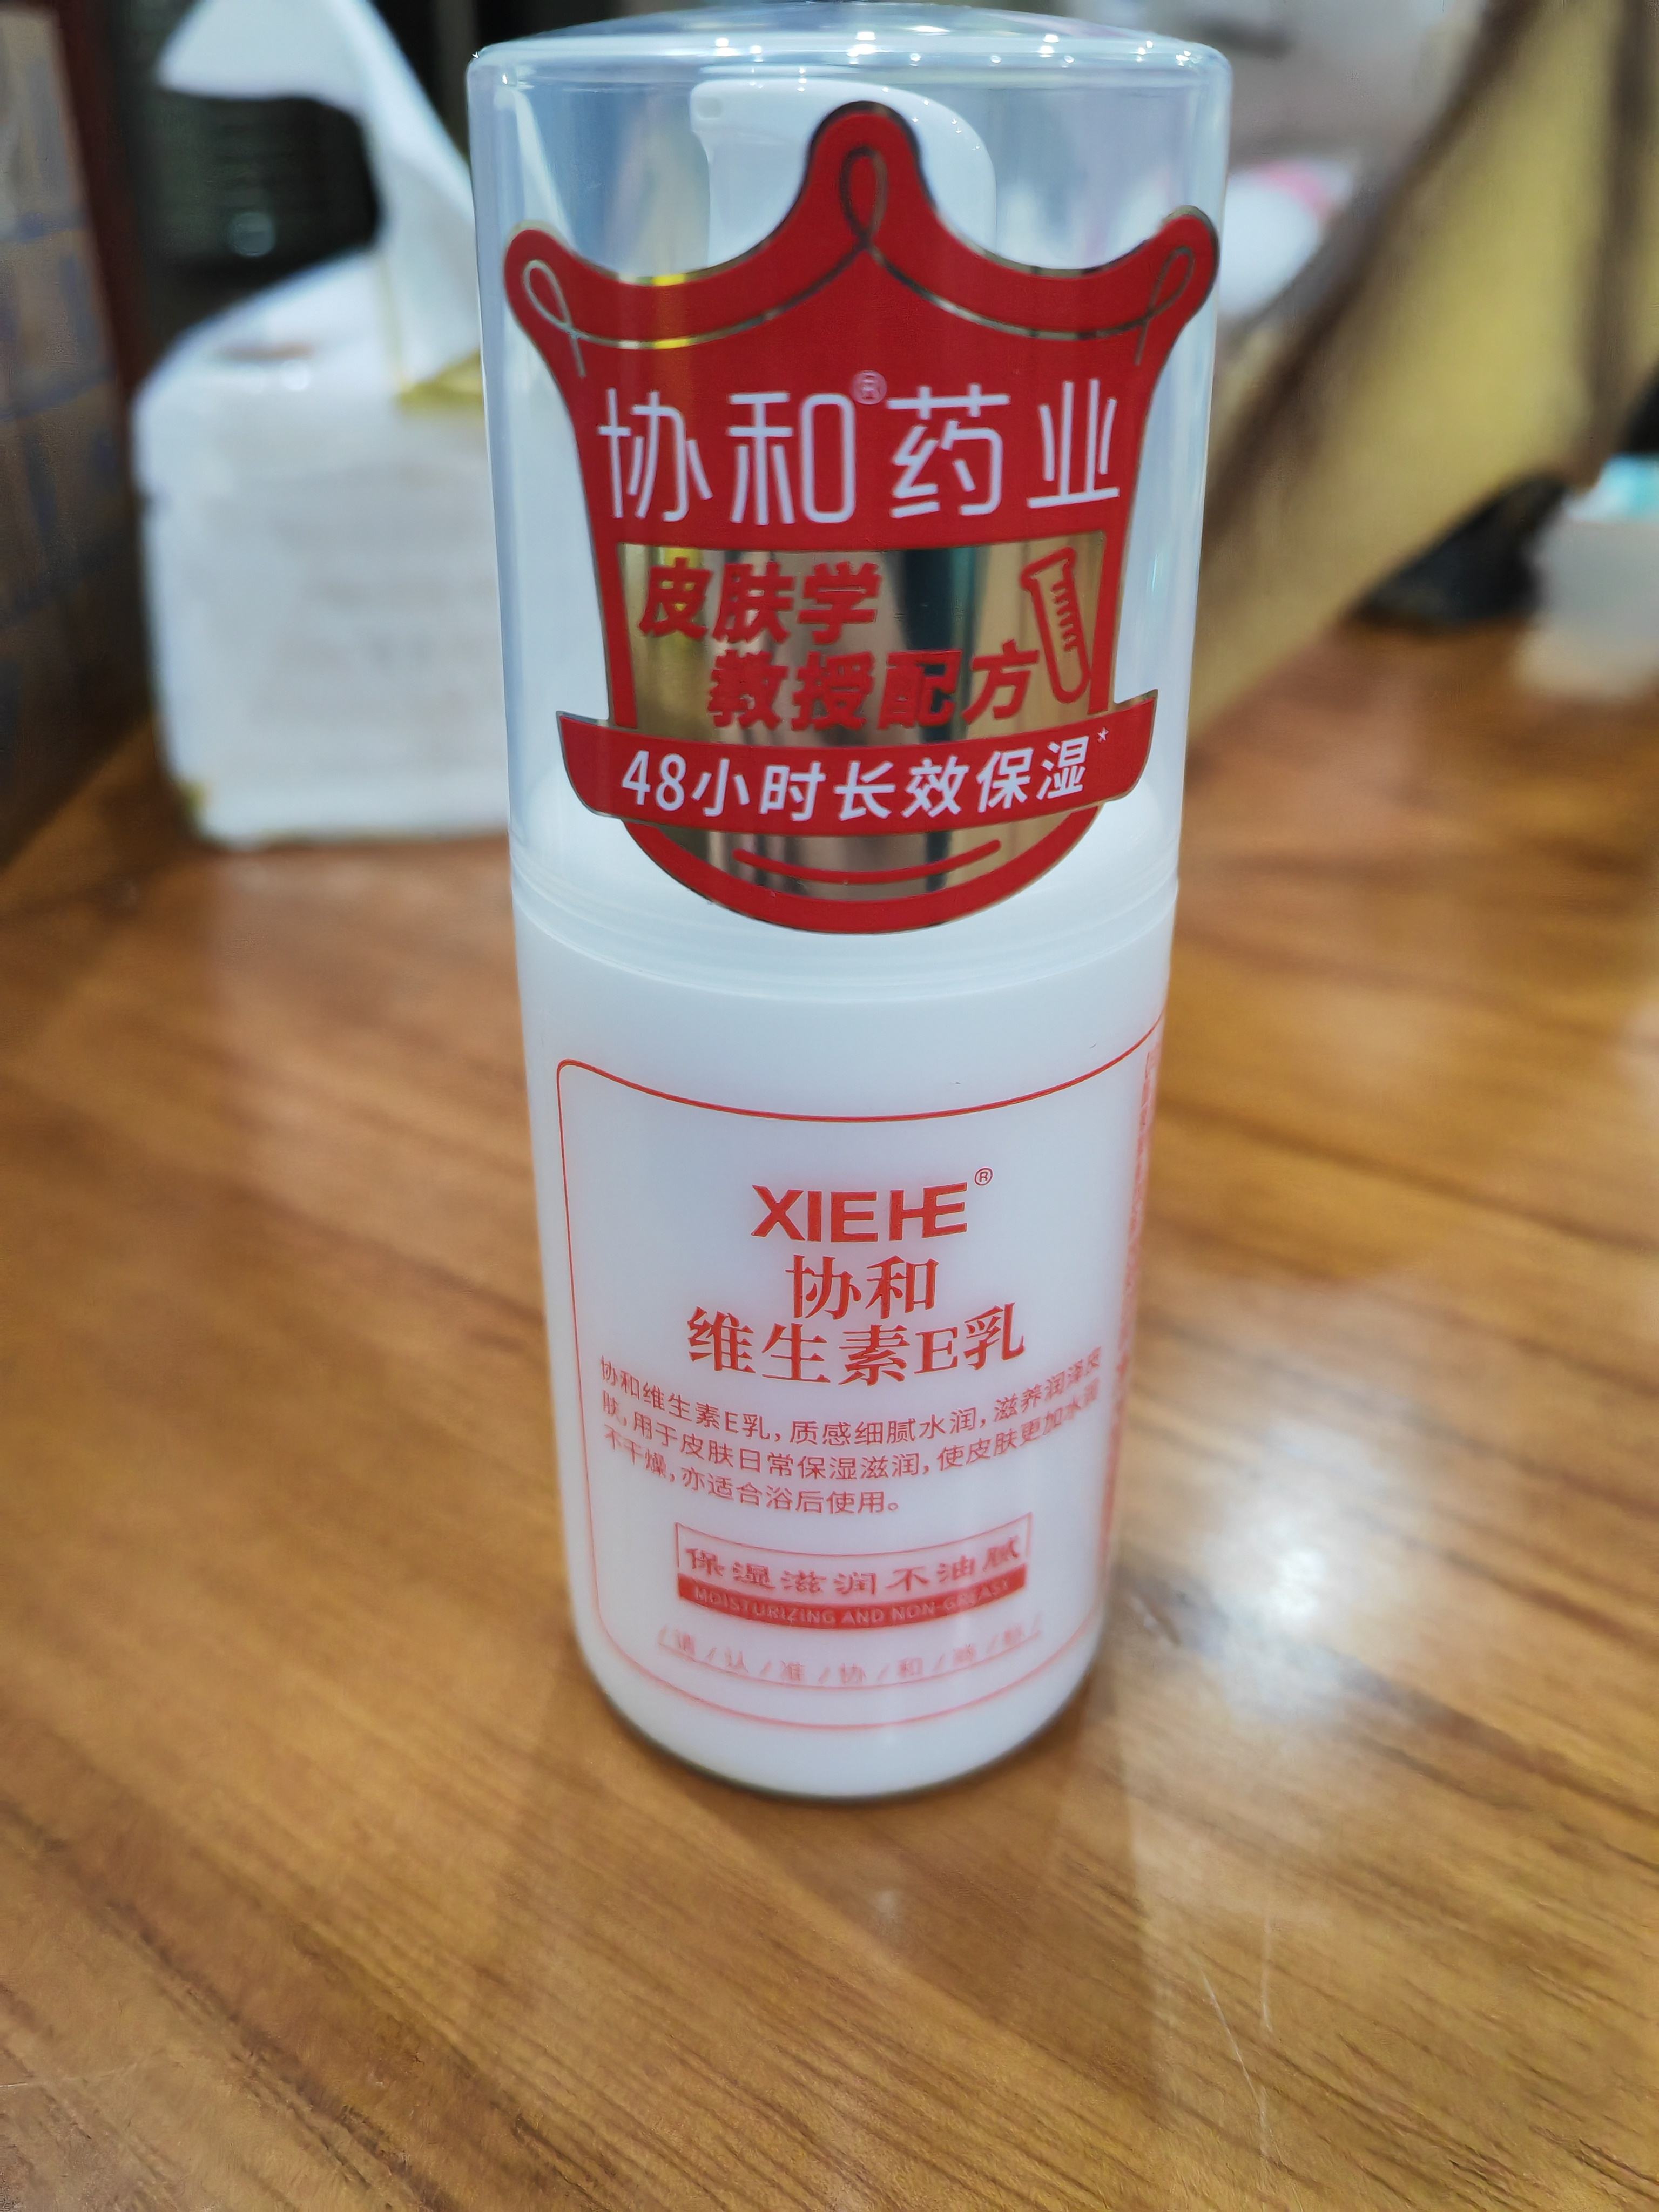 协和®药业
皮肤学
教授配方
48小时长效保湿*
XIEHE®
协和
维生素E乳
协和维生素E乳,质感细腻水润,滋养润泽皮
肤,用于皮肤日常保湿滋润,使皮肤更加水润
不干燥,亦适合浴后使用。
保湿滋润不油腻
MOISTURIZING AND NON-GREASY
/请/认/准/协/和/商/标/